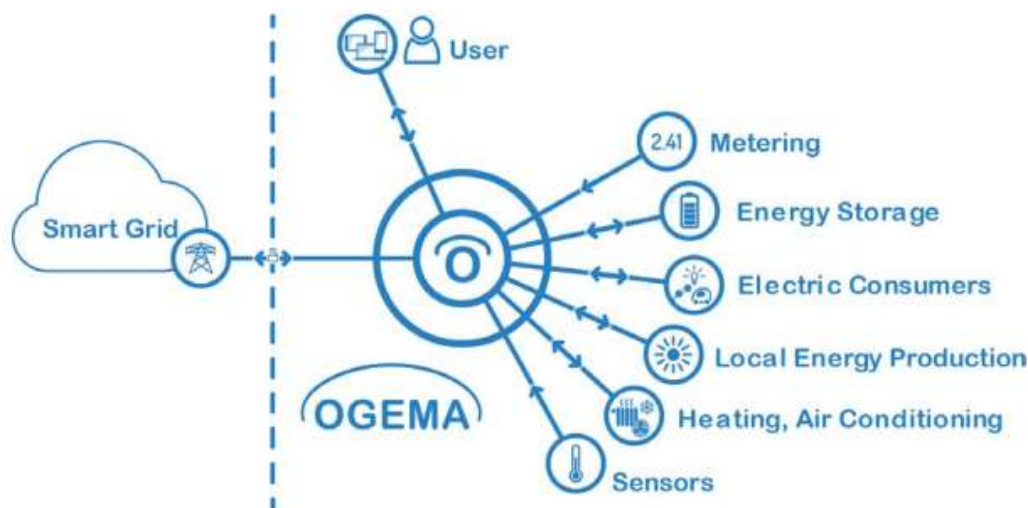 User
2.41
Metering
Energy Storage
Smart Grid
O
Electric Consumers
Local Energy Production
OGEMA
Heating, Air Conditioning
Sensors